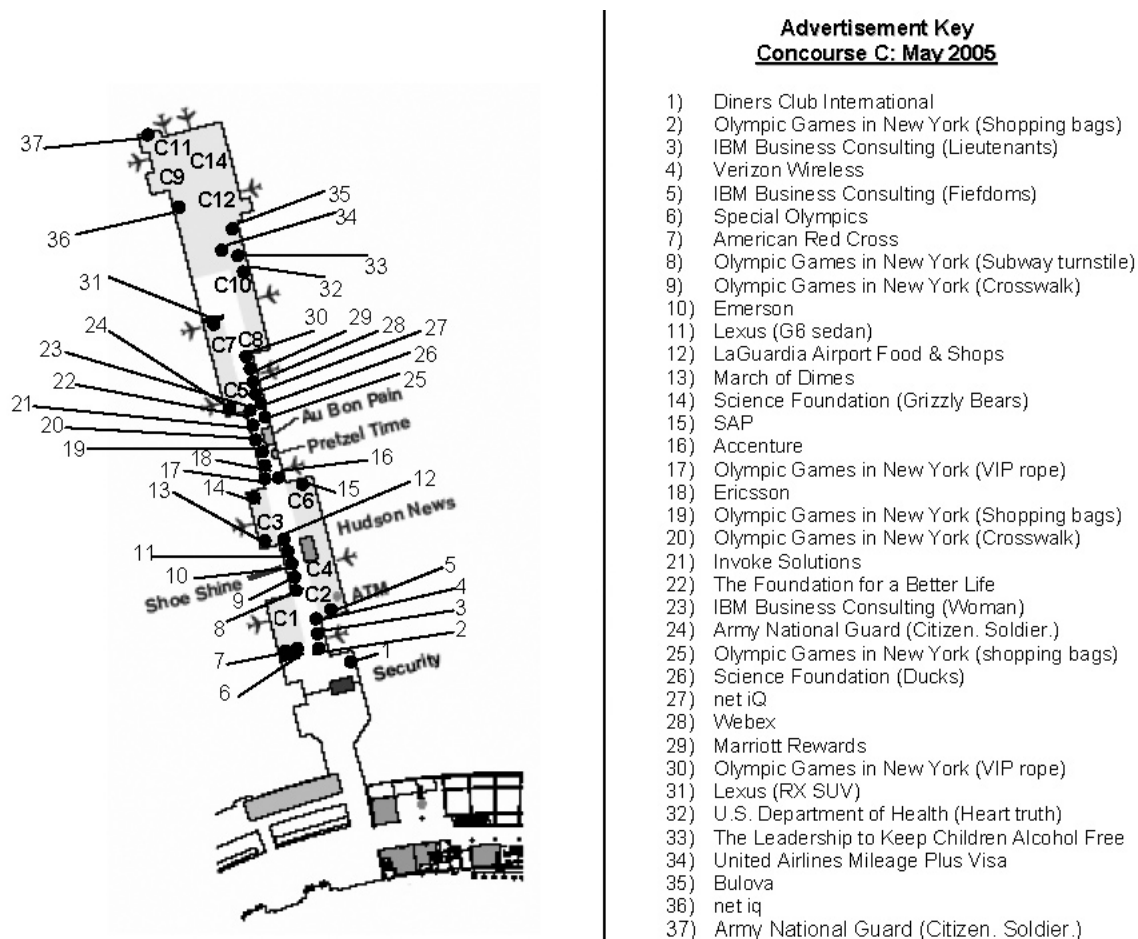 Advertisement Key
Concourse C: May 2005
1) Diners Club International
2) Olympic Games in New York (Shopping bags)
3) IBM Business Consulting (Lieutenants)
4) Verizon Wireless
5) IBM Business Consulting (Fiefdoms)
6) Special Olympics
7) American Red Cross
8) Olympic Games in New York (Subway turnstile)
9) Olympic Games in New York (Crosswalk)
10) Emerson
11) Lexus (G6 sedan)
12) LaGuardia Airport Food & Shops
13) March of Dimes
14) Science Foundation (Grizzly Bears)
15) SAP
16) Accenture
17) Olympic Games in New York (VIP rope)
18) Ericsson
19) Olympic Games in New York (Shopping bags)
20) Olympic Games in New York (Crosswalk)
21) Invoke Solutions
22) The Foundation for a Better Life
23) IBM Business Consulting (Woman)
24) Army National Guard (Citizen. Soldier.)
25) Olympic Games in New York (shopping bags)
26) Science Foundation (Ducks)
27) net iQ
28) Webex
29) Marriott Rewards
30) Olympic Games in New York (VIP rope)
31) Lexus (RX SUV)
32) U.S. Department of Health (Heart truth)
33) The Leadership to Keep Children Alcohol Free
34) United Airlines Mileage Plus Visa
35) Bulova
36) net iq
37) Army National Guard (Citizen. Soldier.)
37
C11
C14
C9
C12
35
34
36
33
31
C10
32
24
30
29
28
27
C7
C8
23
26
22
C5
25
21
Au Bon Pain
20
Pretzel Time
19
18
17
16
12
13
14
C6
15
C3
Hudson News
11
10
C4
5
Shoe Shine
9
C2
ATM
4
8
C1
3
2
7
1
Security
6